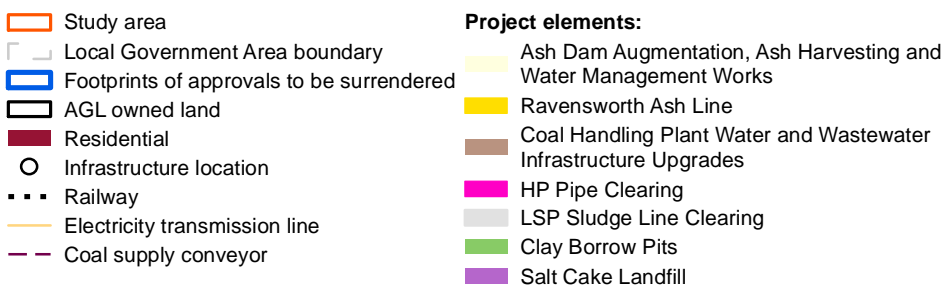 Study area
Local Government Area boundary
Footprints of approvals to be surrendered
AGL owned land
Residential
Infrastructure location
Railway
Electricity transmission line
Coal supply conveyor
Project elements:
Ash Dam Augmentation, Ash Harvesting and
Water Management Works
Ravensworth Ash Line
Coal Handling Plant Water and Wastewater
Infrastructure Upgrades
HP Pipe Clearing
LSP Sludge Line Clearing
Clay Borrow Pits
Salt Cake Landfill